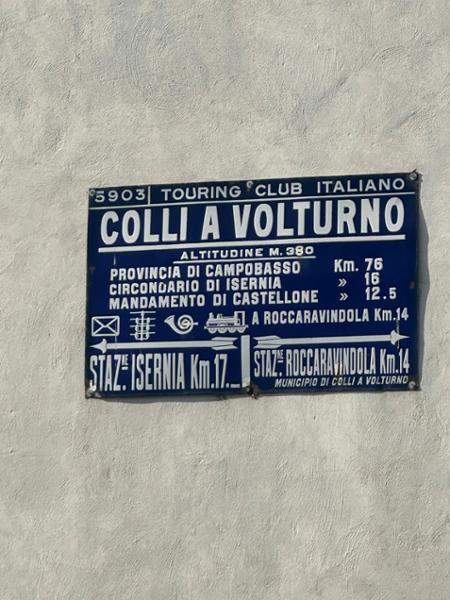 5903 | TOURING CLUB ITALIANO
COLLI A VOLTURNO
ALTITUDINE M. 380
PROVINCIA DI CAMPOBASSO Km. 76
CIRCONDARIO DI ISERNIA » 16
MANDAMENTO DI CASTELLONE » 12.5
A ROCCARAVINDOLA Km.14
STAZ.NE ISERNIA Km.17._
STAZ.NE ROCCARAVINDOLA Km.14
MUNICIPIO DI COLLI A VOLTURNO